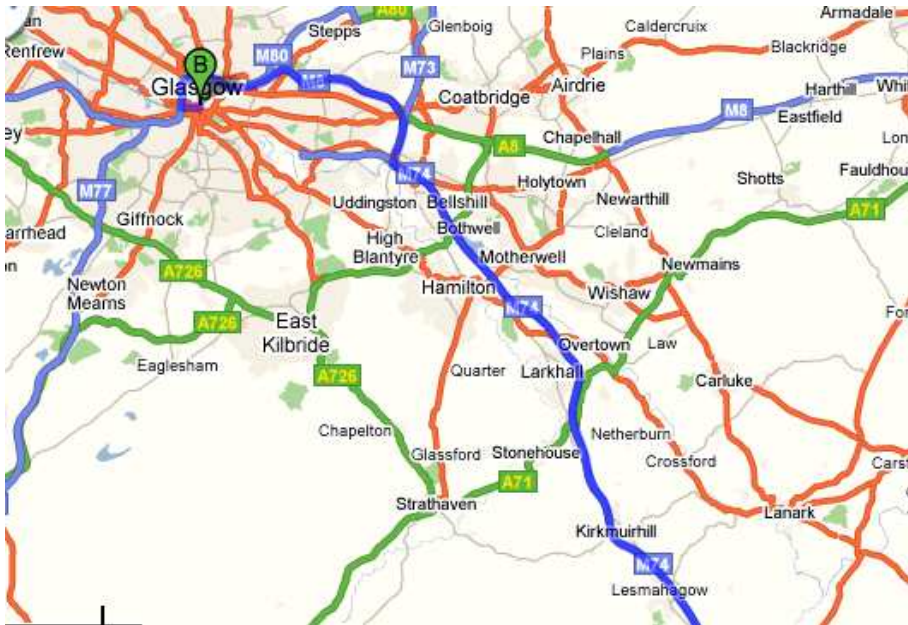 Armadale
A80
Glenboig
Caldercruix
Stepps
Renfrew
Plains
Blackridge
M80
B
M73
Glasgow
M8
Airdrie
Harthill
Coatbridge
M8
Eastfield
A8
Chapelhall
M74
Holytown
Shotts
M77
Newarthill
Uddingston
Bellshill
A71
Giffnock
Bothwell
Cleland
High
Blantyre
Motherwell
A726
Newmains
Newton
Mearns
Hamilton
Wishaw
M74
A726
East
Kilbride
Overtown
Law
Eaglesham
Quarter
Larkhall
A726
Carluke
Chapelton
Netherburn
Glassford
Stonehouse
Crossford
A71
Strathaven
Lanark
Kirkmuirhill
M74
Lesmahagow